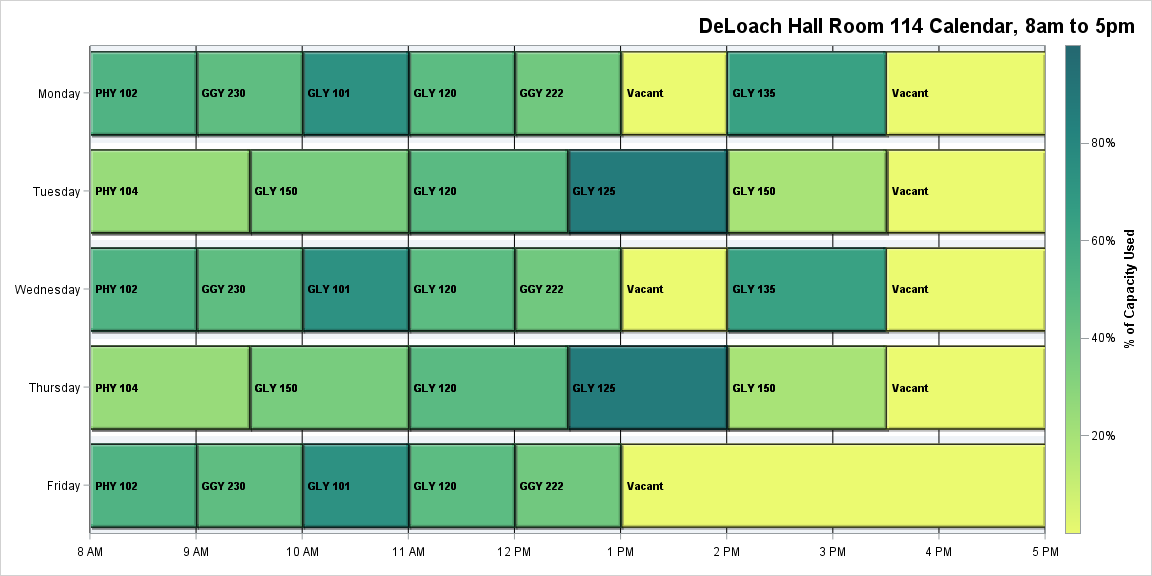 DeLoach Hall Room 114 Calendar, 8am to 5pm
Monday PHY 102 GGY 230 GLY 101 GLY 120 GGY 222 Vacant GLY 135 Vacant
Tuesday PHY 104 GLY 150 GLY 120 GLY 125 GLY 150 Vacant
Wednesday PHY 102 GGY 230 GLY 101 GLY 120 GGY 222 Vacant GLY 135 Vacant
Thursday PHY 104 GLY 150 GLY 120 GLY 125 GLY 150 Vacant
Friday PHY 102 GGY 230 GLY 101 GLY 120 GGY 222 Vacant
8 AM 9 AM 10 AM 11 AM 12 PM 1 PM 2 PM 3 PM 4 PM 5 PM
80%
60%
40%
20%
% of Capacity Used